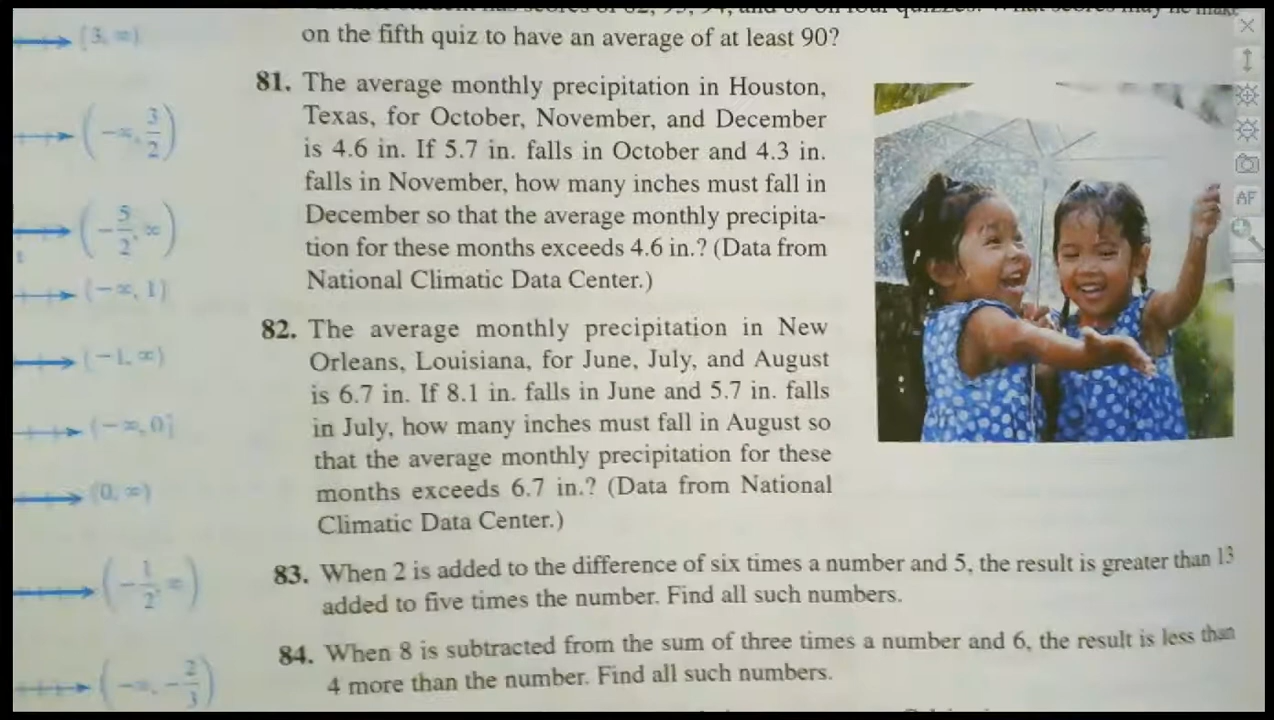 on the fifth quiz to have an average of at least 90?
81. The average monthly precipitation in Houston,
Texas, for October, November, and December
is 4.6 in. If 5.7 in. falls in October and 4.3 in.
falls in November, how many inches must fall in
December so that the average monthly precipita-
tion for these months exceeds 4.6 in.? (Data from
National Climatic Data Center.)
82. The average monthly precipitation in New
Orleans, Louisiana, for June, July, and August
is 6.7 in. If 8.1 in. falls in June and 5.7 in. falls
in July, how many inches must fall in August so
that the average monthly precipitation for these
months exceeds 6.7 in.? (Data from National
Climatic Data Center.)
83. When 2 is added to the difference of six times a number and 5, the result is greater than 13
added to five times the number. Find all such numbers.
84. When 8 is subtracted from the sum of three times a number and 6, the result is less than
4 more than the number. Find all such numbers.
(3, ∞)
(-∞, 3/2)
(-5/2, ∞)
(-∞, 1)
(-1, ∞)
(-∞, 0]
(0, ∞)
(-1/2, ∞)
(-∞, -2/3)
AF